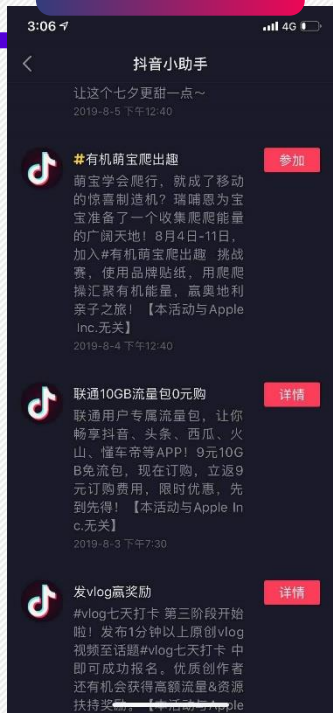 3:06
4G
抖音小助手
让这个七夕更甜一点～
2019-8-5 下午12:40
#有机萌宝爬出趣
参加
萌宝学会爬行，就成了移动
的惊喜制造机？瑞哺恩为宝
宝准备了一个收集爬爬能量
的广阔天地！8月4日-11日，
加入#有机萌宝爬出趣 挑战
赛，使用品牌贴纸，用爬爬
操汇聚有机能量，赢奥地利
亲子之旅！【本活动与Apple
Inc.无关】
2019-8-4 下午12:40
联通10GB流量包0元购
详情
联通用户专属流量包，让你
畅享抖音、头条、西瓜、火
山、懂车帝等APP！9元10G
B免流包，现在订购，立返9
元订购费用，限时优惠，先
到先得！【本活动与Apple In
c.无关】
2019-8-3 下午7:30
发vlog赢奖励
详情
#vlog七天打卡 第三阶段开始
啦！发布1分钟以上原创vlog
视频至话题#vlog七天打卡 中
即可成功报名。优质创作者
还有机会获得高额流量&资源
扶持奖励。【本活动与Apple